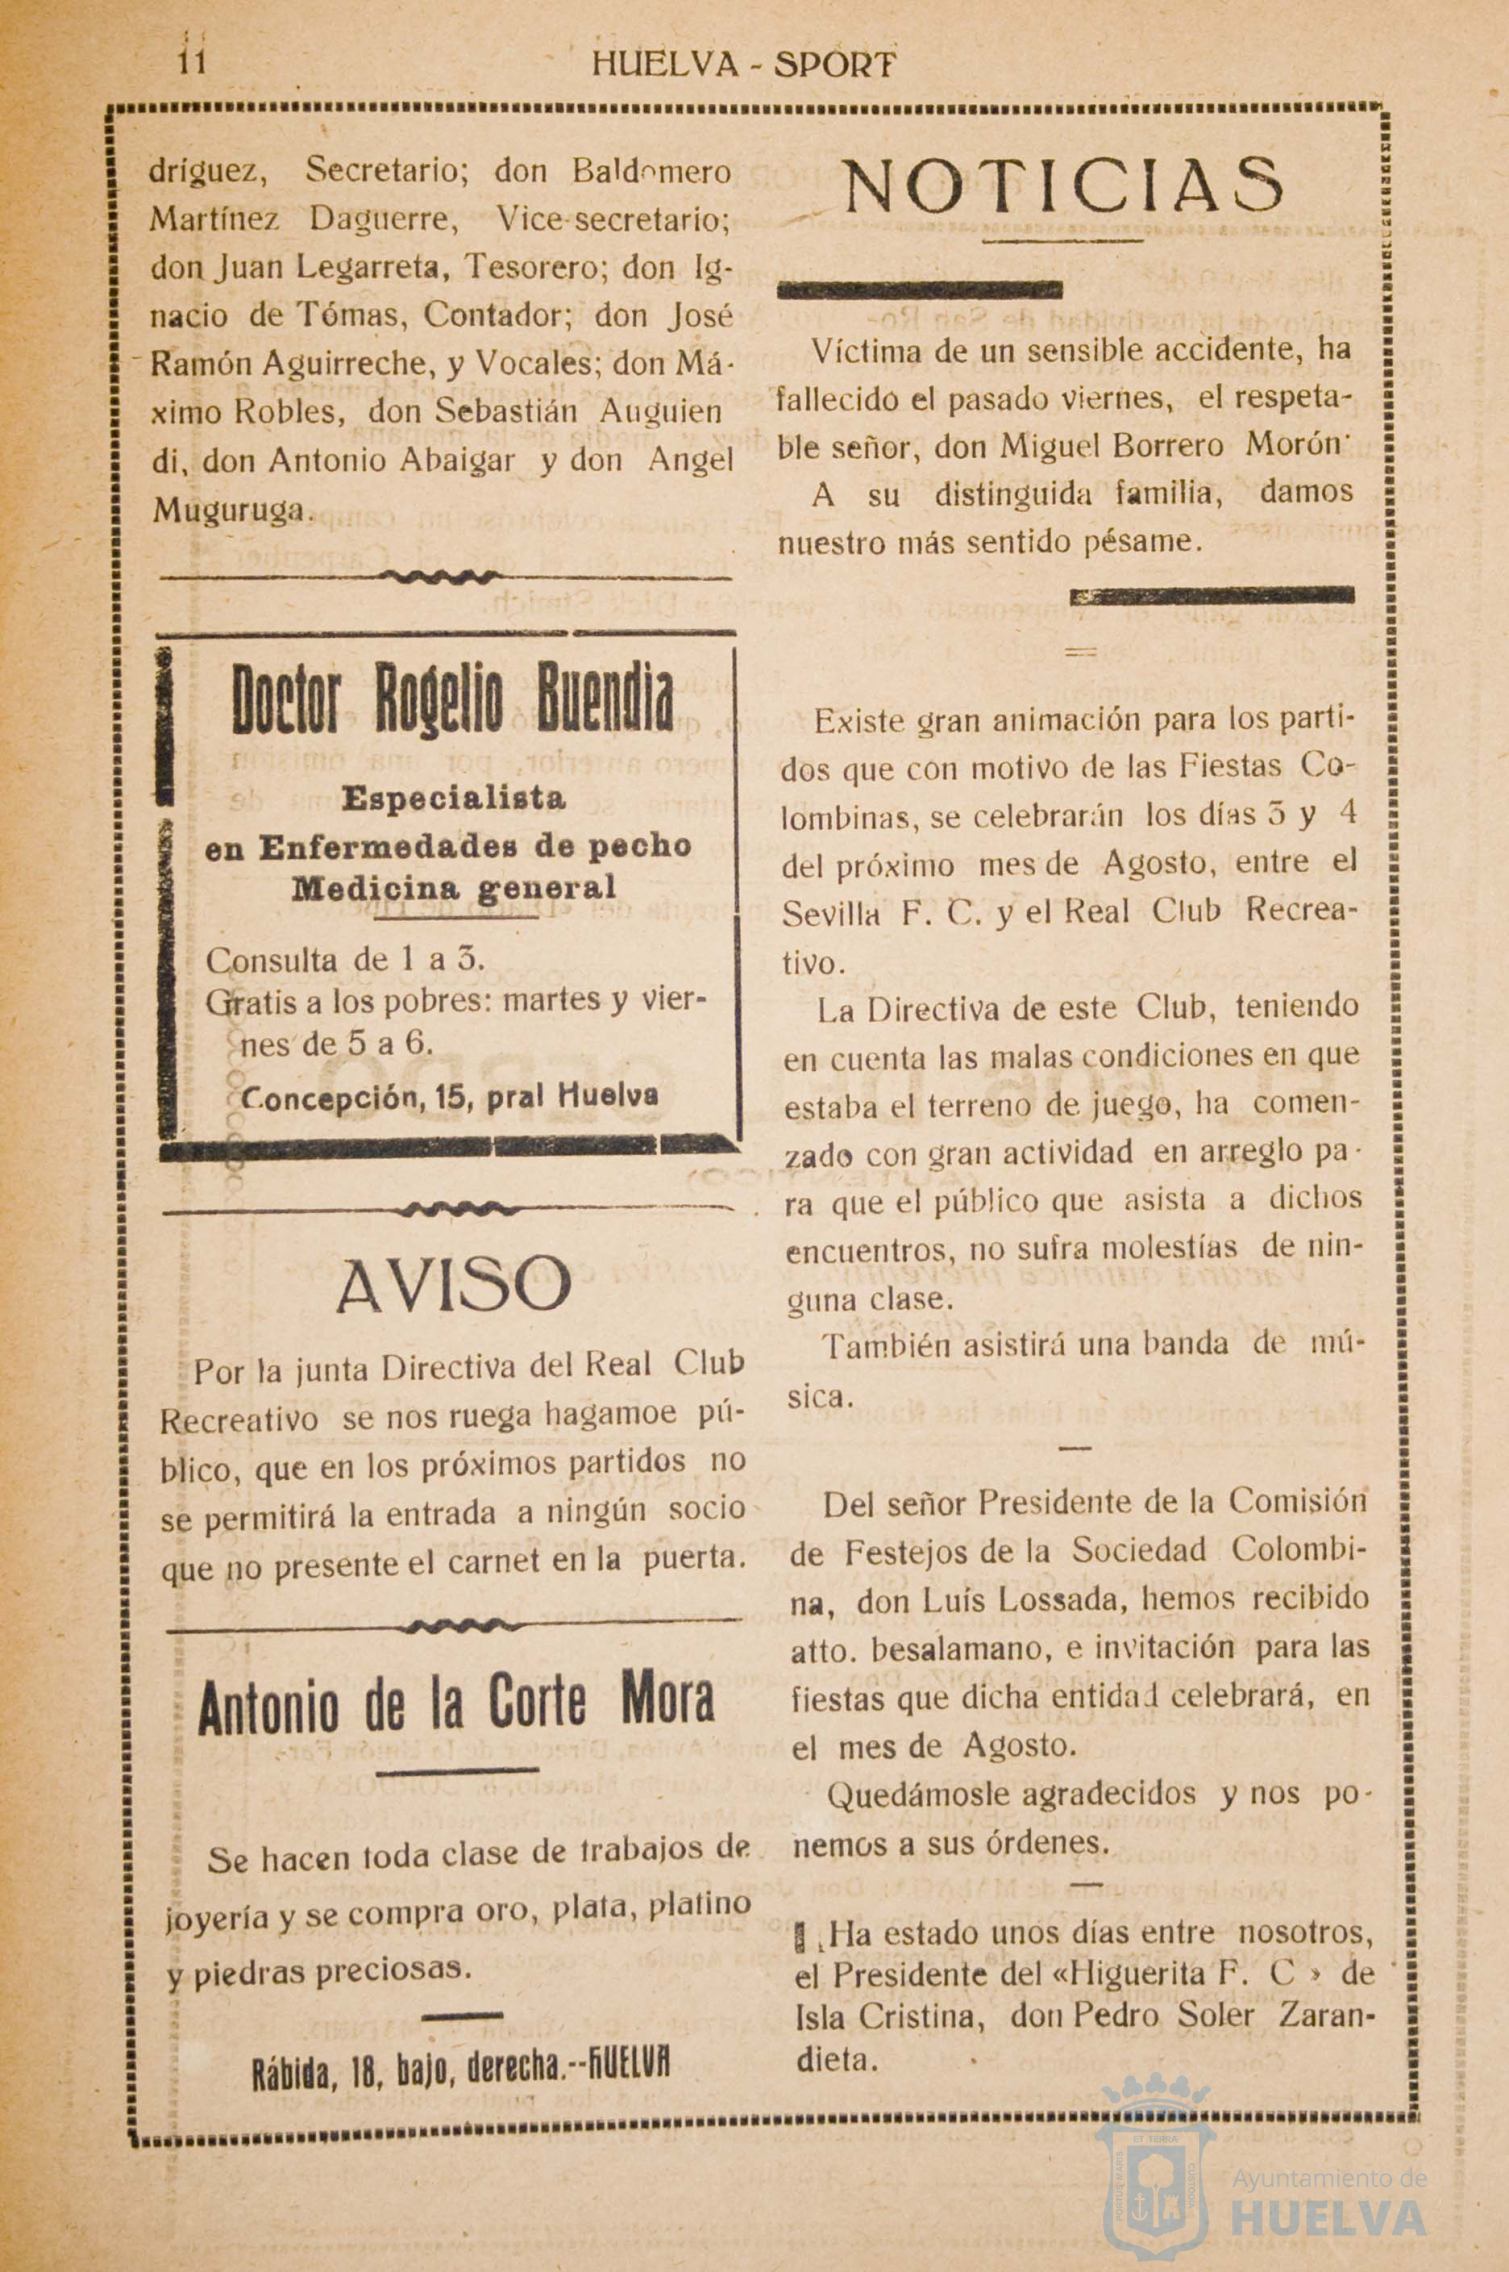 11
HUELVA - SPORT
dríguez, Secretario; don Baldomero
Martínez Daguerre, Vice-secretario;
don Juan Legarreta, Tesorero; don Ig-
nacio de Tómas, Contador; don José
Ramón Aguirreche, y Vocales; don Má-
ximo Robles, don Sebastián Auguien
di, don Antonio Abaigar y don Angel
Muguruga.
Doctor Rogelio Buendia
Especialista
en Enfermedades de pecho
Medicina general
Consulta de 1 a 3.
Gratis a los pobres: martes y vier-
nes de 5 a 6.
Concepción, 15, pral Huelva
AVISO
Por la junta Directiva del Real Club
Recreativo se nos ruega hagamoe pú-
blico, que en los próximos partidos no
se permitirá la entrada a ningún socio
que no presente el carnet en la puerta.
Antonio de la Corte Mora
Se hacen toda clase de trabajos de
joyería y se compra oro, plata, platino
y piedras preciosas.
Rábida, 18, bajo, derecha.--HUELVA
NOTICIAS
Víctima de un sensible accidente, ha
fallecido el pasado viernes, el respeta-
ble señor, don Miguel Borrero Morón·
A su distinguida familia, damos
nuestro más sentido pésame.
Existe gran animación para los parti-
dos que con motivo de las Fiestas Co-
lombinas, se celebrarán los días 3 y 4
del próximo mes de Agosto, entre el
Sevilla F. C. y el Real Club Recrea-
tivo.
La Directiva de este Club, teniendo
en cuenta las malas condiciones en que
estaba el terreno de juego, ha comen-
zado con gran actividad en arreglo pa-
ra que el público que asista a dichos
encuentros, no sufra molestías de nin-
guna clase.
También asistirá una banda de mú-
sica.
Del señor Presidente de la Comisión
de Festejos de la Sociedad Colombi-
na, don Luís Lossada, hemos recibido
atto. besalamano, e invitación para las
fiestas que dicha entidad celebrará, en
el mes de Agosto.
Quedámosle agradecidos y nos po-
nemos a sus órdenes.
Ha estado unos días entre nosotros,
el Presidente del «Higuerita F. C » de
Isla Cristina, don Pedro Soler Zaran-
dieta.
ET TERRA
PORTUS MARIS
CUSTODIA
Ayuntamiento de
HUELVA